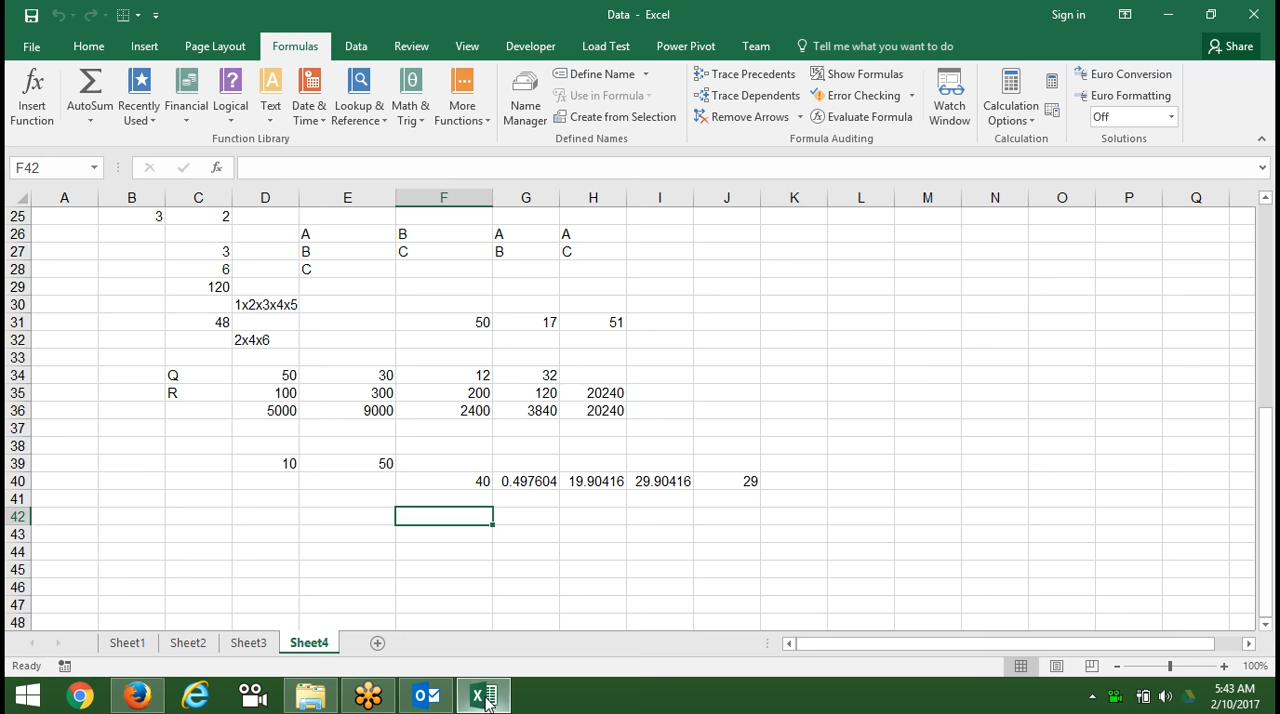 Data - Excel
Sign in
File Home Insert Page Layout Formulas Data Review View Developer Load Test Power Pivot Team Tell me what you want to do Share
Insert Function
AutoSum
Recently Used
Financial
Logical
Text
Date & Time
Lookup & Reference
Math & Trig
More Functions
Function Library
Name Manager
Define Name
Use in Formula
Create from Selection
Defined Names
Trace Precedents
Trace Dependents
Remove Arrows
Show Formulas
Error Checking
Evaluate Formula
Formula Auditing
Watch Window
Calculation Options
Calculation
Euro Conversion
Euro Formatting
Off
Solutions
F42 fx
A B C D E F G H I J K L M N O P Q
25 3 2
26 A B A A
27 3 B C B C
28 6 C
29 120
30 1x2x3x4x5
31 48 50 17 51
32 2x4x6
33
34 Q 50 30 12 32
35 R 100 300 200 120 20240
36 5000 9000 2400 3840 20240
37
38
39 10 50
40 40 0.497604 19.90416 29.90416 29
41
42
43
44
45
46
47
48
Sheet1 Sheet2 Sheet3 Sheet4
Ready 100%
5:43 AM
2/10/2017